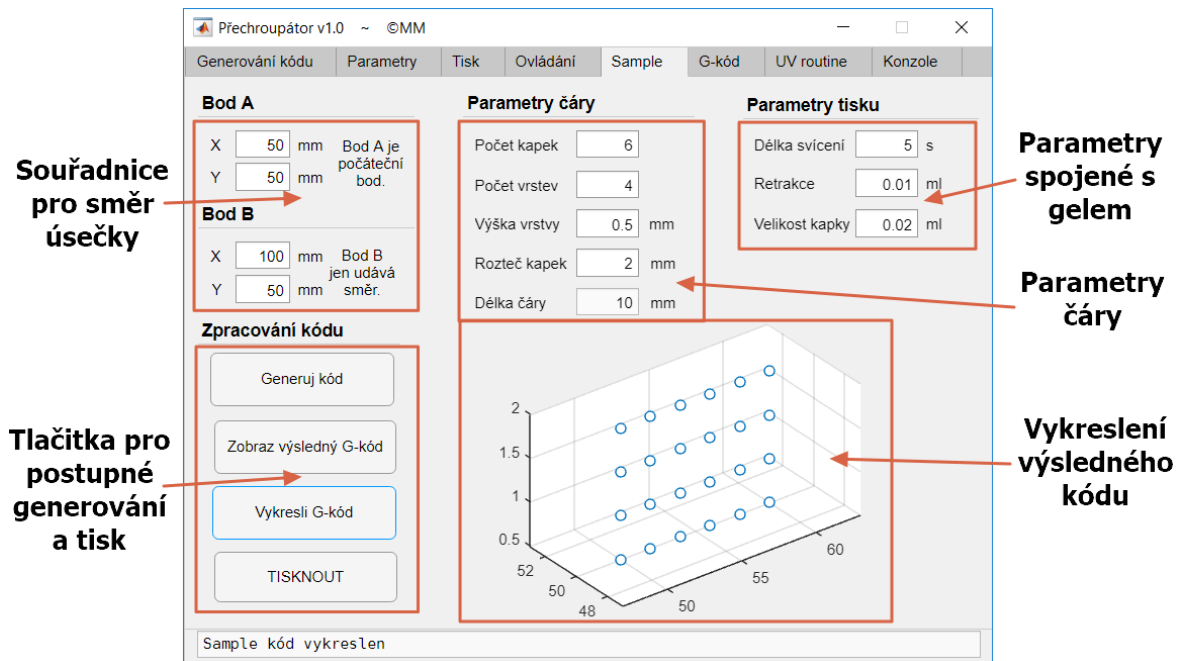 Přechroupátor v1.0 ~ ©MM
Generování kódu Parametry Tisk Ovládání Sample G-kód UV routine Konzole
Bod A
X 50 mm
Y 50 mm
Bod A je
počáteční
bod.
Bod B
X 100 mm
Y 50 mm
Bod B
jen udává
směr.
Zpracování kódu
Generuj kód
Zobraz výsledný G-kód
Vykresli G-kód
TISKNOUT
Parametry čáry
Počet kapek 6
Počet vrstev 4
Výška vrstvy 0.5 mm
Rozteč kapek 2 mm
Délka čáry 10 mm
Parametry tisku
Délka svícení 5 s
Retrakce 0.01 ml
Velikost kapky 0.02 ml
2
1.5
1
0.5
52
50
48
50
55
60
Sample kód vykreslen
Souřadnice
pro směr
úsečky
Tlačitka pro
postupné
generování
a tisk
Parametry
spojené s
gelem
Parametry
čáry
Vykreslení
výsledného
kódu